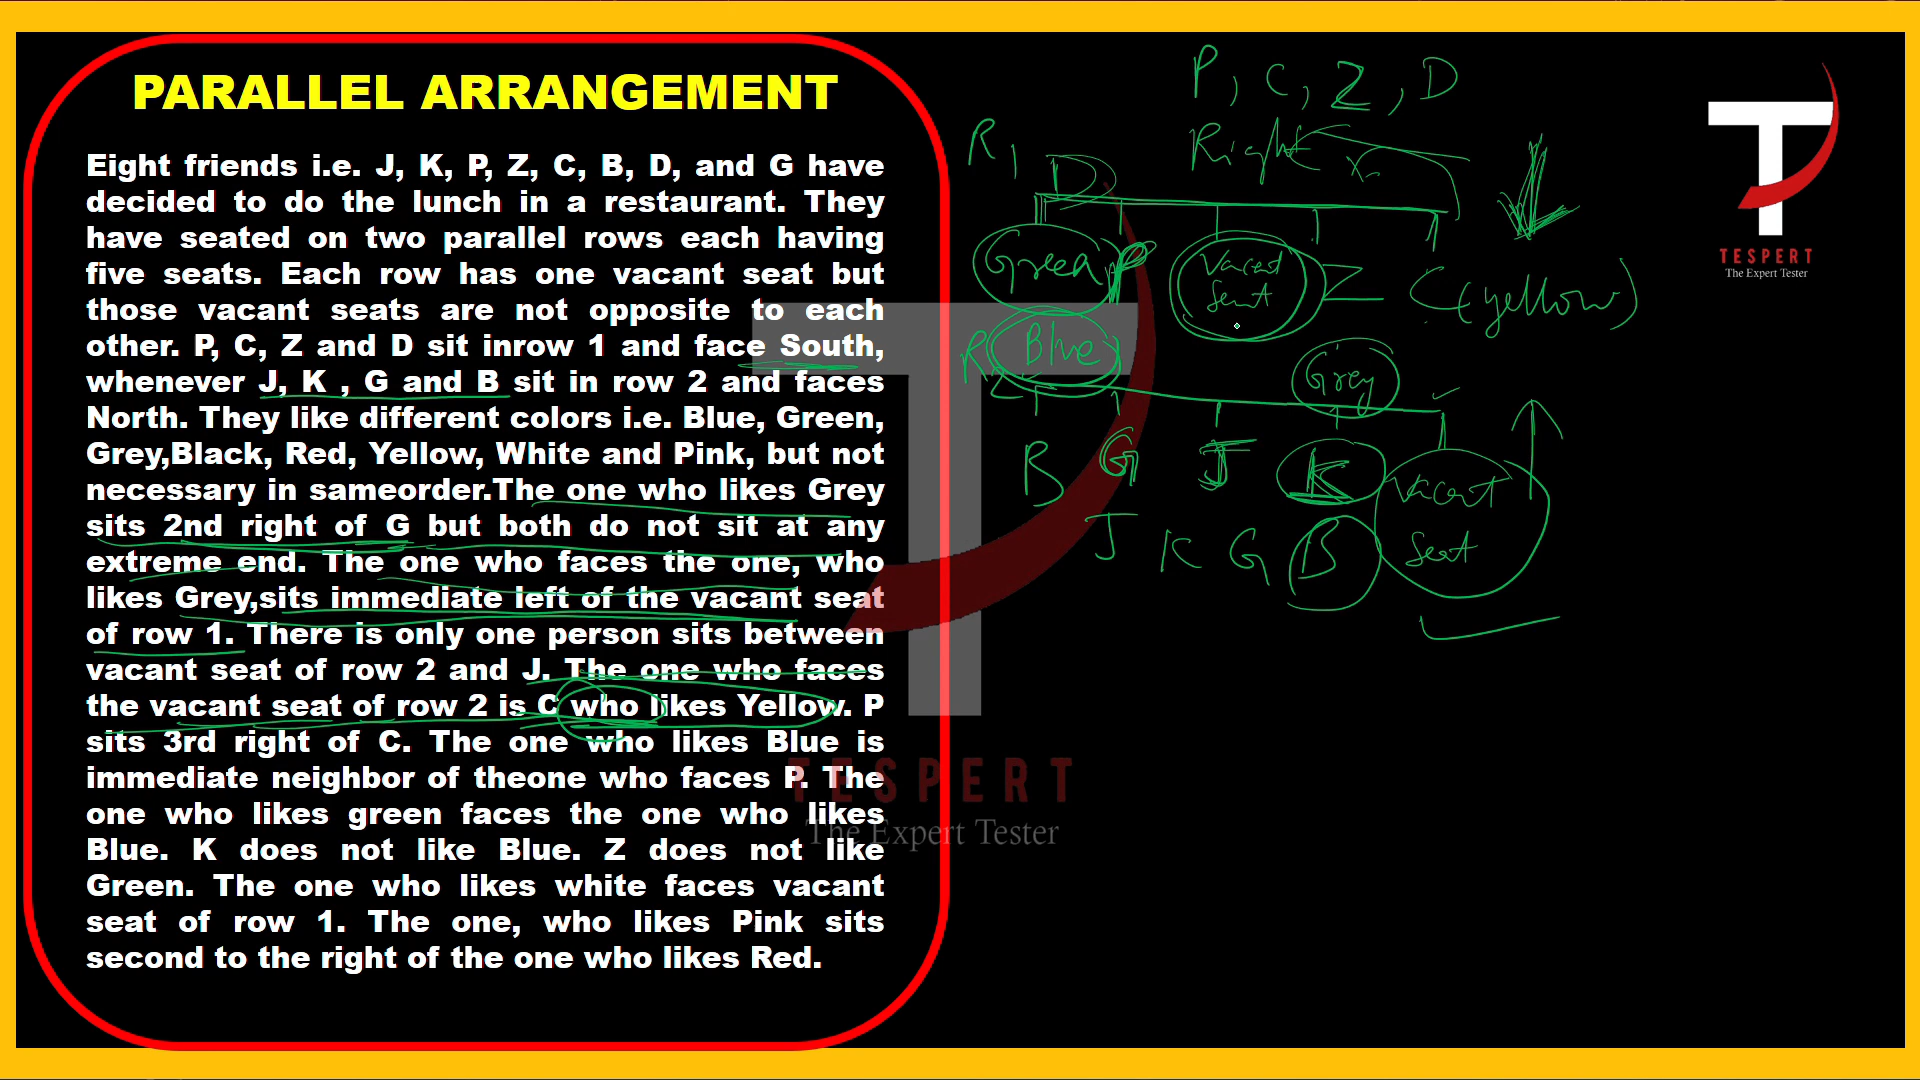 PARALLEL ARRANGEMENT
Eight friends i.e. J, K, P, Z, C, B, D, and G have
decided to do the lunch in a restaurant. They
have seated on two parallel rows each having
five seats. Each row has one vacant seat but
those vacant seats are not opposite to each
other. P, C, Z and D sit inrow 1 and face South,
whenever J, K , G and B sit in row 2 and faces
North. They like different colors i.e. Blue, Green,
Grey,Black, Red, Yellow, White and Pink, but not
necessary in sameorder.The one who likes Grey
sits 2nd right of G but both do not sit at any
extreme end. The one who faces the one, who
likes Grey,sits immediate left of the vacant seat
of row 1. There is only one person sits between
vacant seat of row 2 and J. The one who faces
the vacant seat of row 2 is C who likes Yellow. P
sits 3rd right of C. The one who likes Blue is
immediate neighbor of theone who faces P. The
one who likes green faces the one who likes
Blue. K does not like Blue. Z does not like
Green. The one who likes white faces vacant
seat of row 1. The one, who likes Pink sits
second to the right of the one who likes Red.
P, C, Z, D
Right
R1
D
Green P Vacant Seat Z C (yellow)
R2
Blue
Grey
B G J K Vacant Seat
J K G B
T
TESPERT
The Expert Tester
T
TESPERT
The Expert Tester